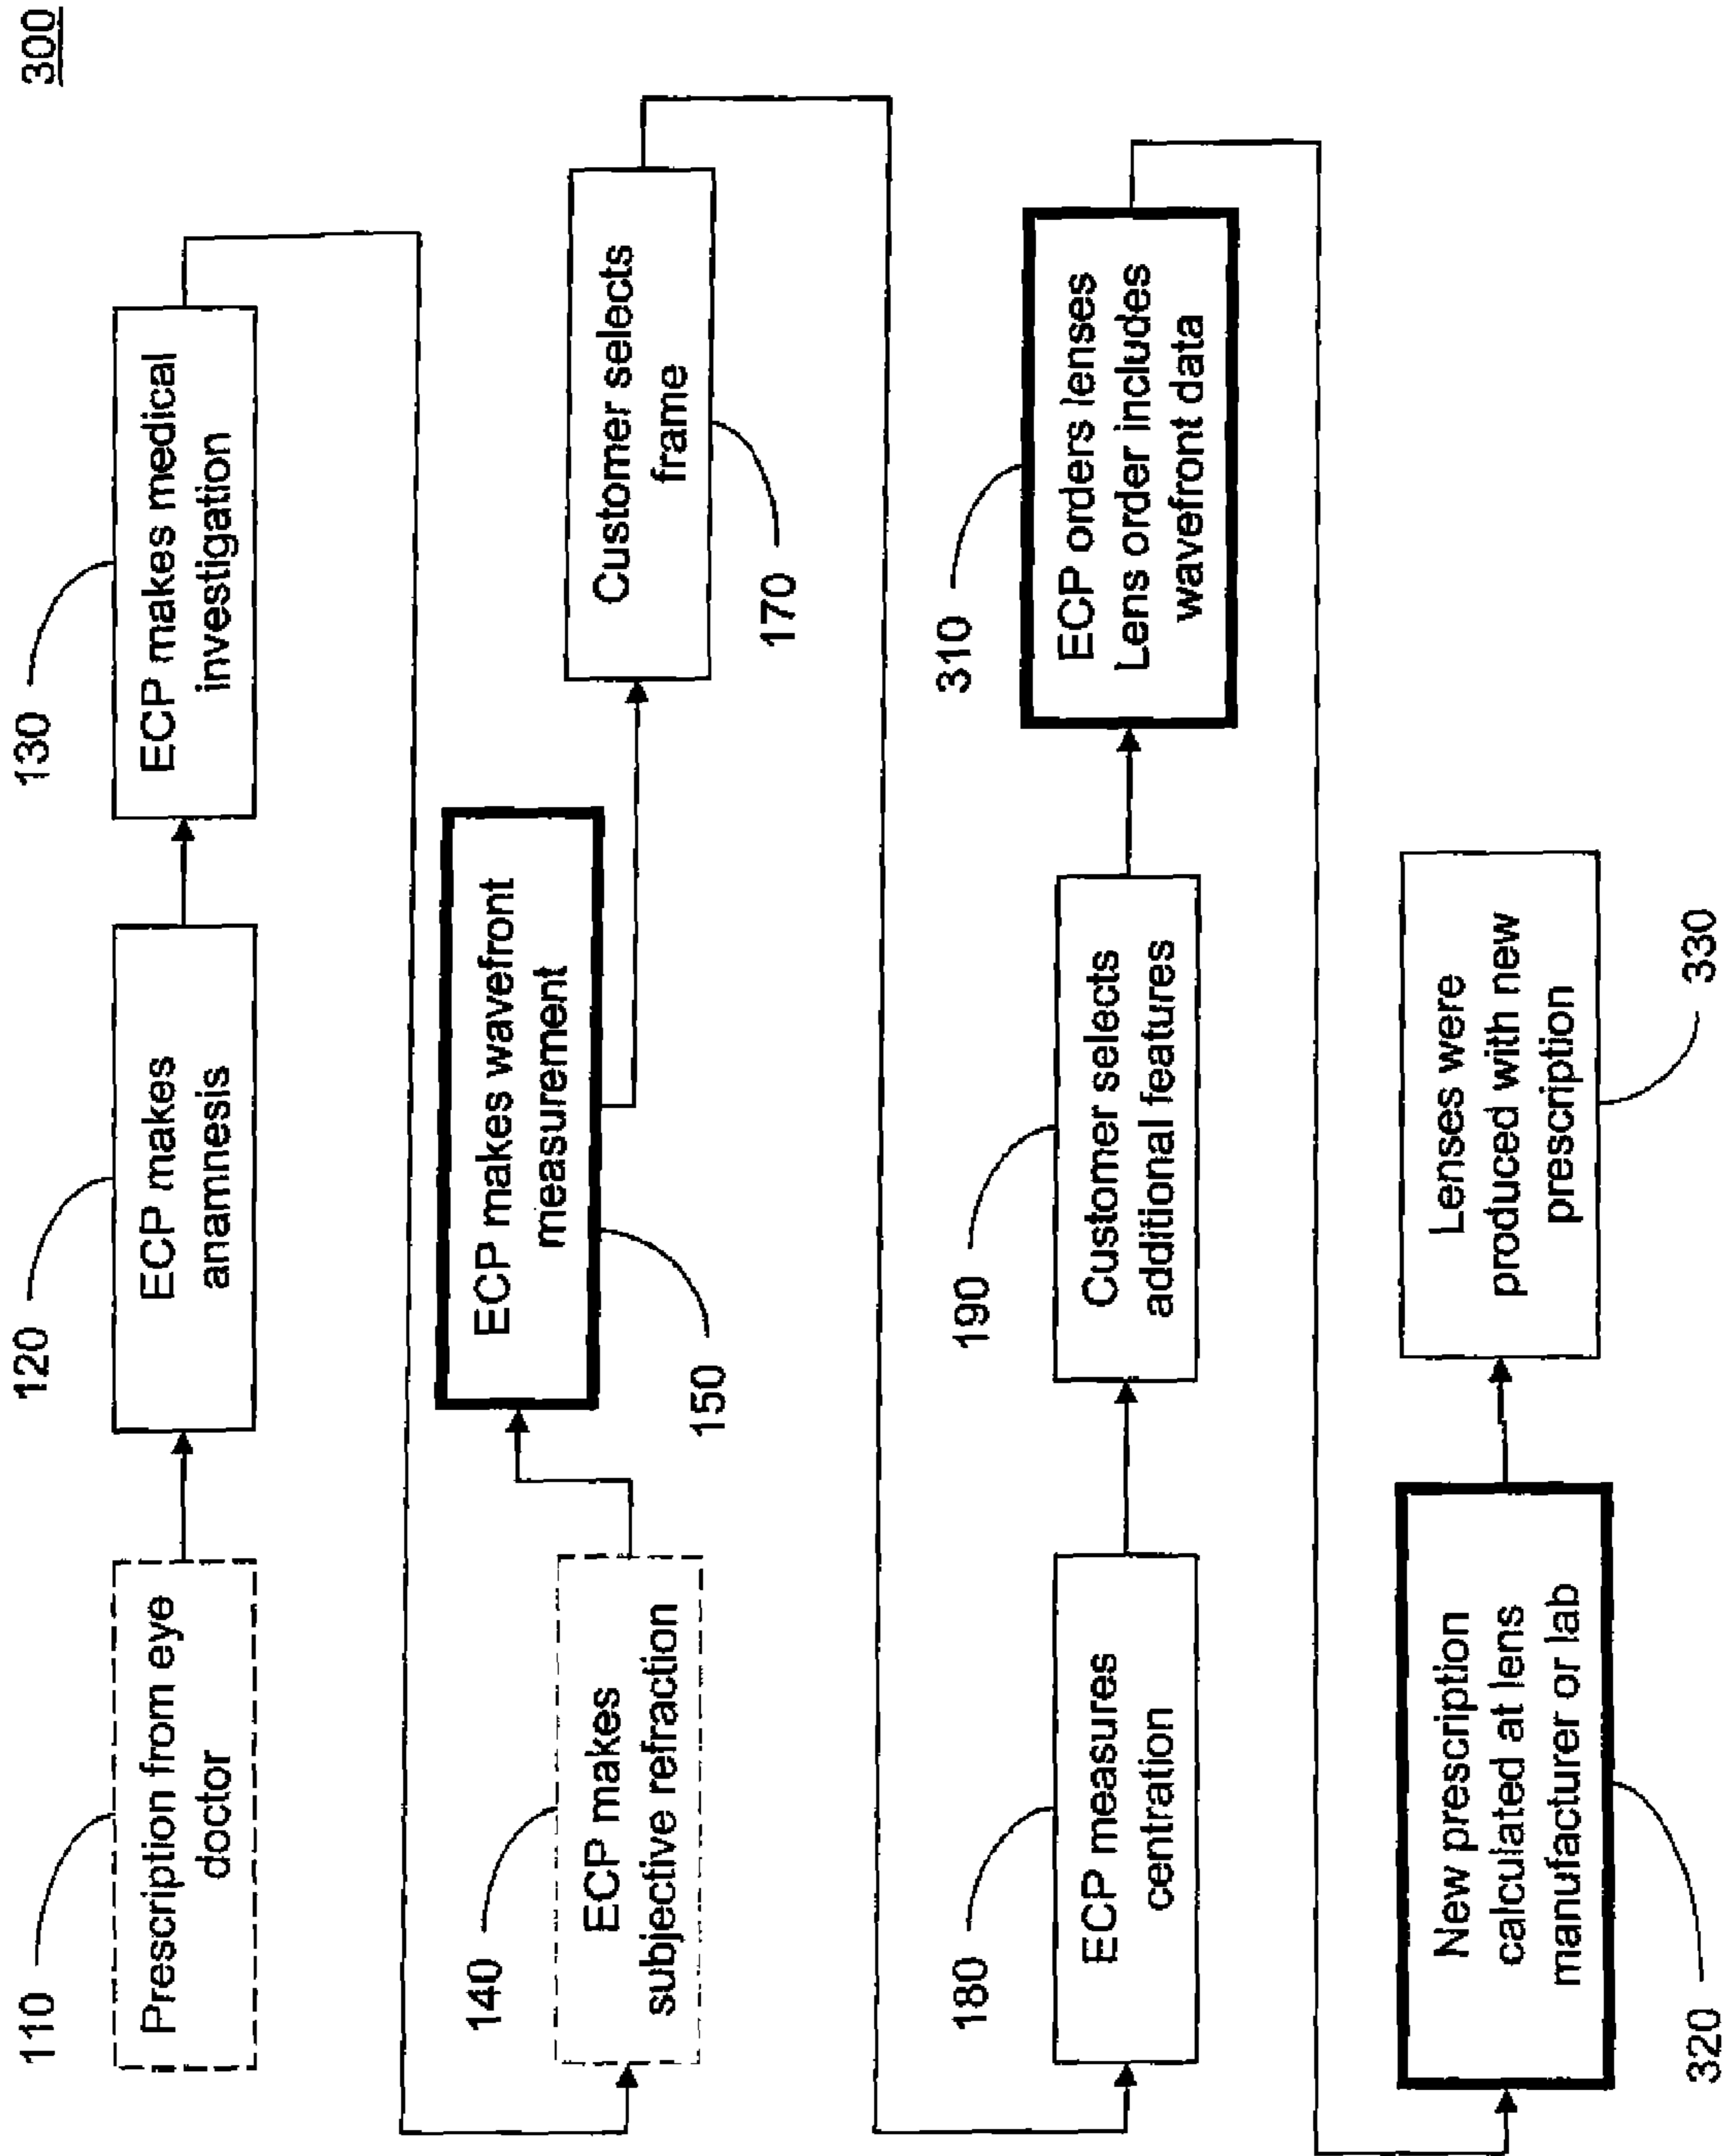 300
110
Prescription from eye
doctor
120
ECP makes
anamnesis
130
ECP makes medical
investigation
140
ECP makes
subjective refraction
150
ECP makes wavefront
measurement
170
Customer selects
frame
180
ECP measures
centration
190
Customer selects
additional features
310
ECP orders lenses
Lens order includes
wavefront data
320
New prescription
calculated at lens
manufacturer or lab
330
Lenses were
produced with new
prescription